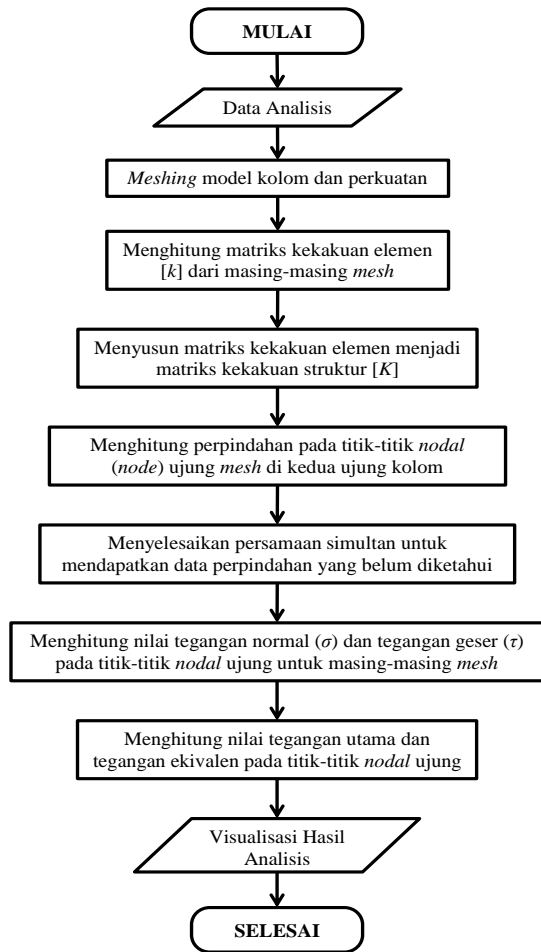 MULAI
Data Analisis
Meshing model kolom dan perkuatan
Menghitung matriks kekakuan elemen
[k] dari masing-masing mesh
Menyusun matriks kekakuan elemen menjadi
matriks kekakuan struktur [K]
Menghitung perpindahan pada titik-titik nodal
(node) ujung mesh di kedua ujung kolom
Menyelesaikan persamaan simultan untuk
mendapatkan data perpindahan yang belum diketahui
Menghitung nilai tegangan normal (σ) dan tegangan geser (τ)
pada titik-titik nodal ujung untuk masing-masing mesh
Menghitung nilai tegangan utama dan
tegangan ekivalen pada titik-titik nodal ujung
Visualisasi Hasil
Analisis
SELESAI